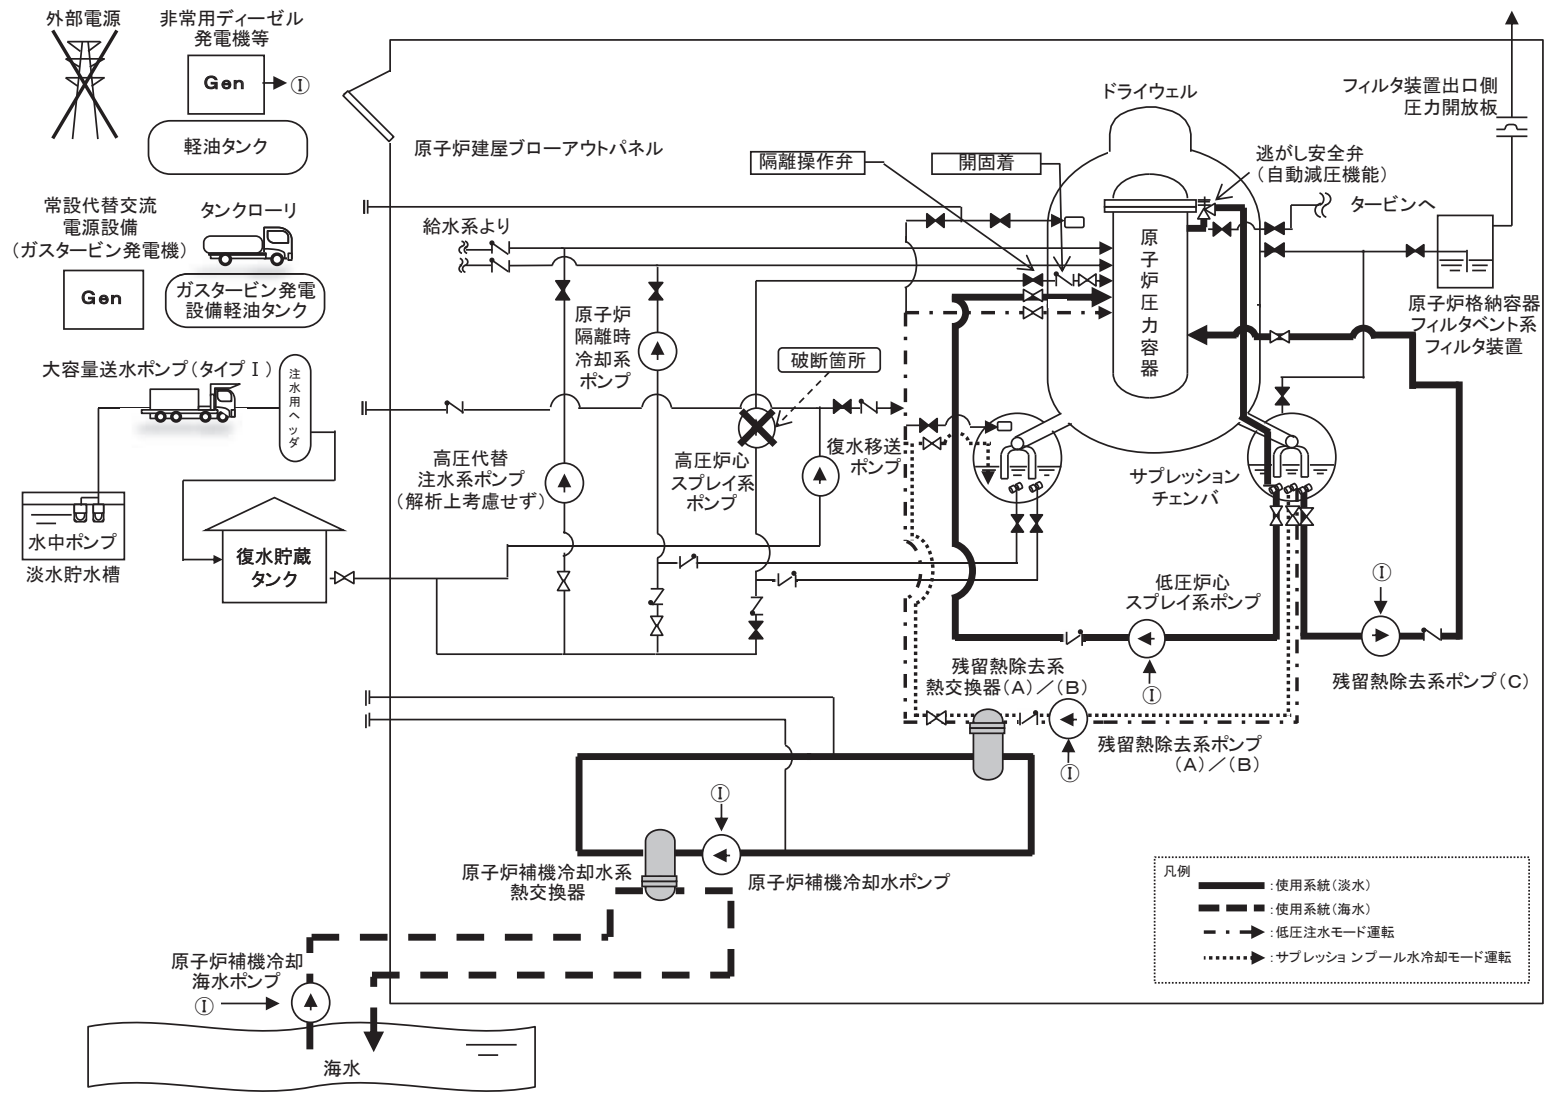 外部電源
非常用ディーゼル
発電機等
Gen
Ⓘ
軽油タンク
原子炉建屋ブローアウトパネル
常設代替交流
電源設備
(ガスタービン発電機)
Gen
タンクローリ
ガスタービン発電
設備軽油タンク
大容量送水ポンプ(タイプⅠ)
注水用ヘッダ
水中ポンプ
淡水貯水槽
復水貯蔵
タンク
給水系より
隔離操作弁
開固着
ドライウェル
逃がし安全弁
(自動減圧機能)
タービンへ
フィルタ装置出口側
圧力開放板
原子炉格納容器
フィルタベント系
フィルタ装置
原子炉圧力容器
原子炉
隔離時
冷却系
ポンプ
破断箇所
高圧代替
注水系ポンプ
(解析上考慮せず)
高圧炉心
スプレイ系
ポンプ
復水移送
ポンプ
サプレッション
チェンバ
低圧炉心
スプレイ系ポンプ
Ⓘ
Ⓘ
残留熱除去系ポンプ(C)
残留熱除去系
熱交換器(A)/(B)
残留熱除去系ポンプ
(A)/(B)
Ⓘ
Ⓘ
原子炉補機冷却水系
熱交換器
原子炉補機冷却水ポンプ
原子炉補機冷却
海水ポンプ
Ⓘ
海水
凡例
:使用系統(淡水)
:使用系統(海水)
:低圧注水モード運転
:サプレッションプール水冷却モード運転